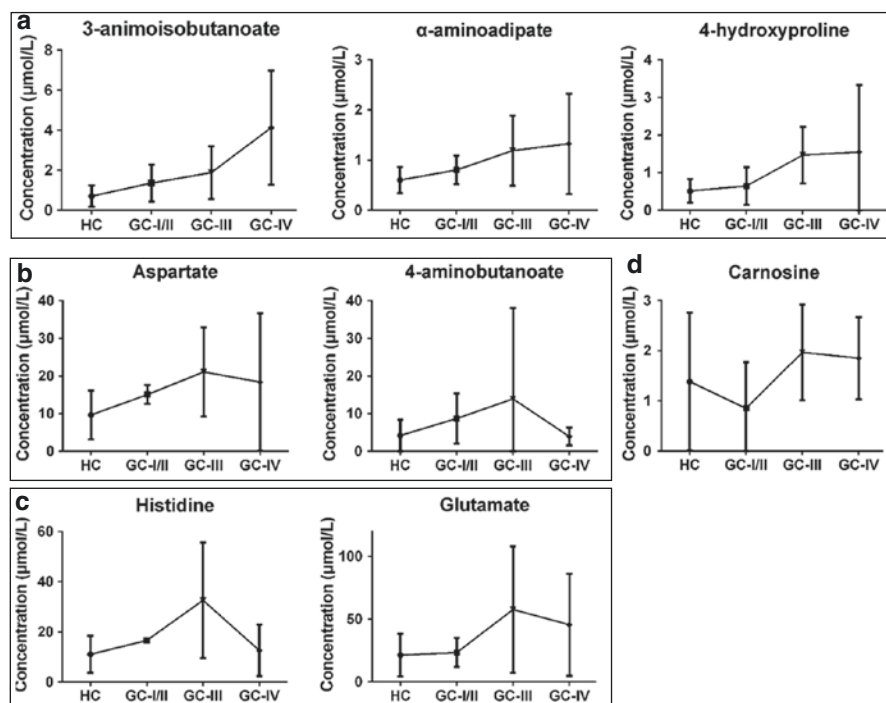 a
3-animoisobutanoate
Concentration (μmol/L)
8
6
4
2
0
HC GC-I/II GC-III GC-IV
α-aminoadipate
Concentration (μmol/L)
3
2
1
0
HC GC-I/II GC-III GC-IV
4-hydroxyproline
Concentration (μmol/L)
4
3
2
1
0
HC GC-I/II GC-III GC-IV
b
Aspartate
Concentration (μmol/L)
40
30
20
10
0
HC GC-I/II GC-III GC-IV
4-aminobutanoate
Concentration (μmol/L)
40
30
20
10
0
HC GC-I/II GC-III GC-IV
d
Carnosine
Concentration (μmol/L)
3
2
1
0
HC GC-I/II GC-III GC-IV
c
Histidine
Concentration (μmol/L)
60
40
20
0
HC GC-I/II GC-III GC-IV
Glutamate
Concentration (μmol/L)
100
50
0
HC GC-I/II GC-III GC-IV